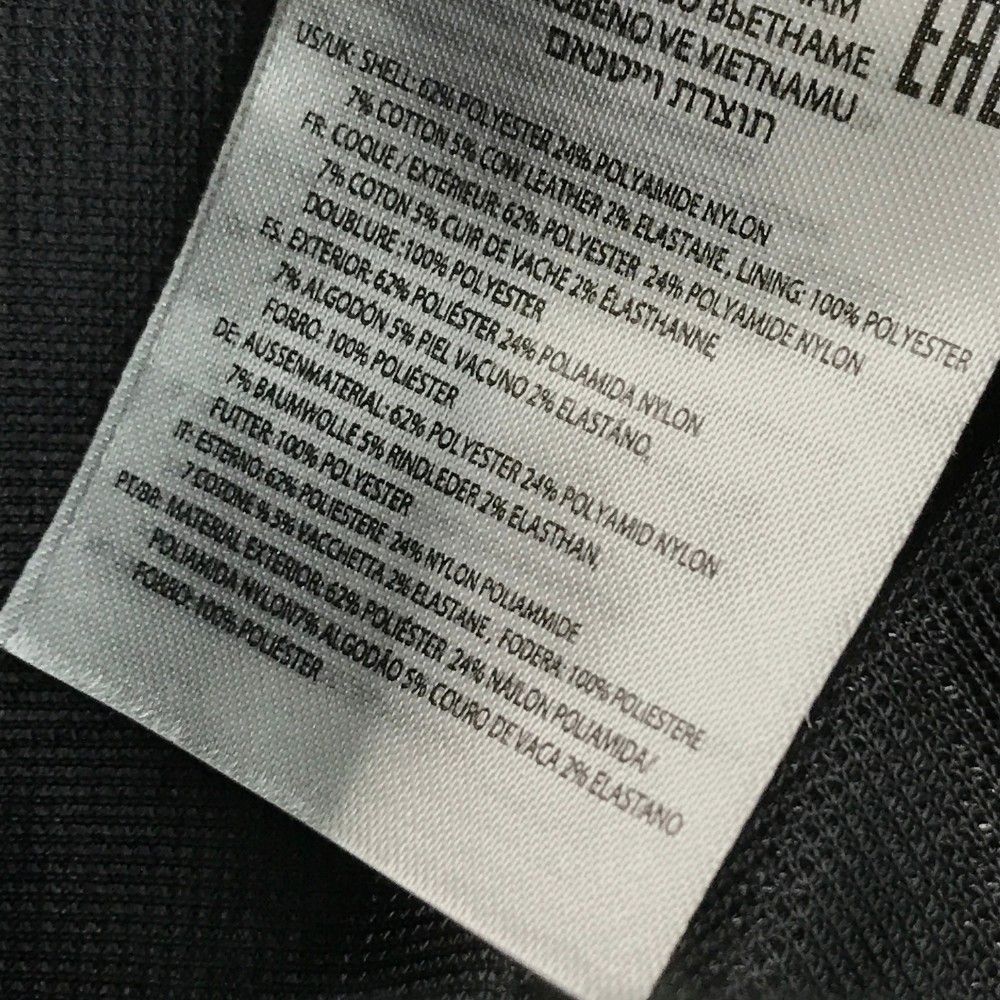 ВЬЕТНАМЕ
VE VIETNAMU
תוצרת וייטנאם
EAC
US/UK: SHELL: 62% POLYESTER 24% POLYAMIDE NYLON
7% COTTON 5% COW LEATHER 2% ELASTANE, LINING: 100% POLYESTER
FR: COQUE / EXTÉRIEUR: 62% POLYESTER 24% POLYAMIDE NYLON
7% COTON 5% CUIR DE VACHE 2% ÉLASTHANNE
DOUBLURE :100% POLYESTER
ES: EXTERIOR: 62% POLIÉSTER 24% POLIAMIDA NYLON
7% ALGODÓN 5% PIEL VACUNO 2% ELASTÁNO,
FORRO: 100% POLIÉSTER
DE: AUSSENMATERIAL: 62% POLYESTER 24% POLYAMID NYLON
7% BAUMWOLLE 5% RINDLEDER 2% ELASTHAN,
FUTTER: 100% POLYESTER
IT: ESTERNO: 62% POLIESTERE 24% NYLON POLIAMMIDE
7 COTONE % 5% VACCHETTA 2% ELASTANE, FODERA: 100% POLIESTERE
PT/BR: MATERIAL EXTERIOR: 62% POLIÉSTER 24% NÁILON POLIAMIDA/
POLIAMIDA NYLON7% ALGODÃO 5% COURO DE VACA 2% ELASTANO
FORRO: 100% POLIÉSTER